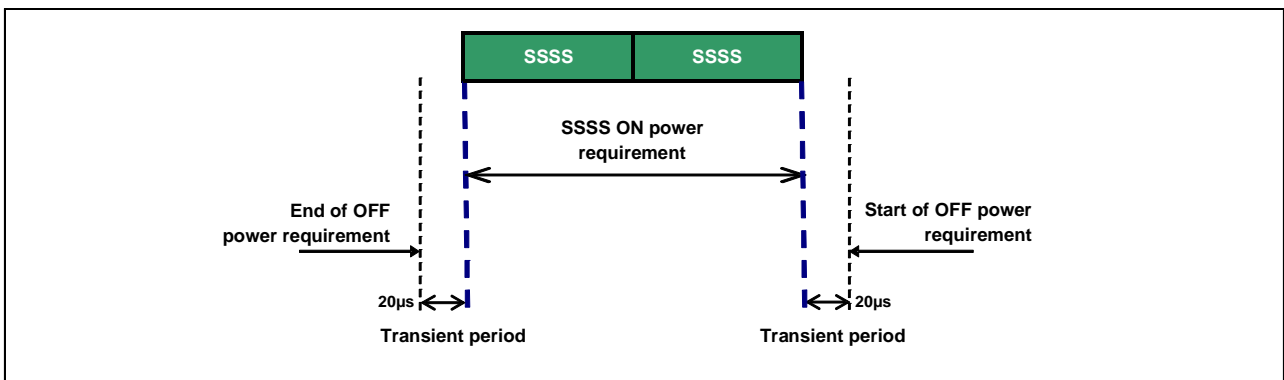 SSSS SSSS
SSSS ON power
requirement
End of OFF
power requirement
Start of OFF power
requirement
20µs
20µs
Transient period
Transient period